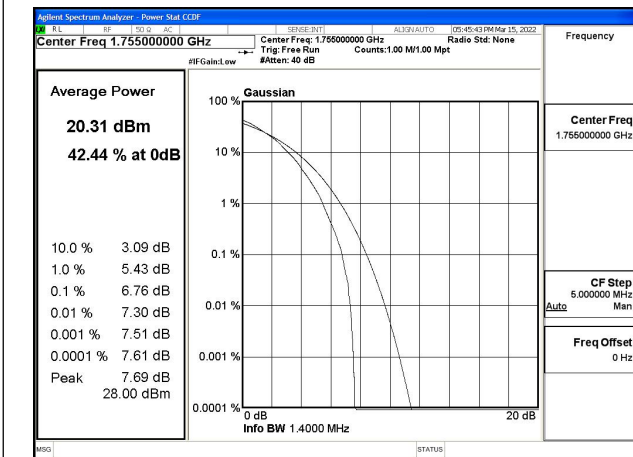 Agilent Spectrum Analyzer - Power Stat CCDF
RL RF 50 Ω AC SENSE:INT ALIGN AUTO 05:45:43 PM Mar 15, 2022
Center Freq 1.755000000 GHz
Center Freq: 1.755000000 GHz Radio Std: None
Trig: Free Run Counts:1.00 M/1.00 Mpt
#IFGain:Low #Atten: 40 dB
Frequency
Average Power
20.31 dBm
42.44 % at 0dB
10.0 % 3.09 dB
1.0 % 5.43 dB
0.1 % 6.76 dB
0.01 % 7.30 dB
0.001 % 7.51 dB
0.0001 % 7.61 dB
Peak 7.69 dB
28.00 dBm
Gaussian
100 %
10 %
1 %
0.1 %
0.01 %
0.001 %
0.0001 %
0 dB 20 dB
Info BW 1.4000 MHz
Center Freq
1.755000000 GHz
CF Step
5.000000 MHz
Auto Man
Freq Offset
0 Hz
MSG STATUS